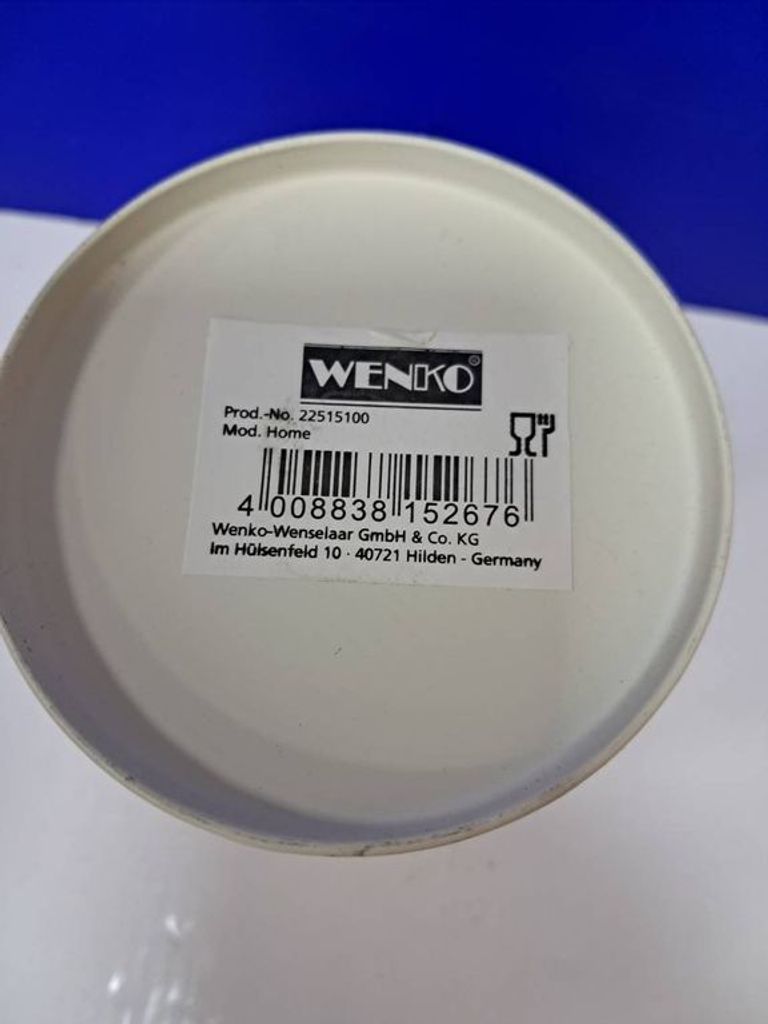 WENKO®
Prod.-No. 22515100
Mod. Home
4 008838 152676
Wenko-Wenselaar GmbH & Co. KG
Im Hülsenfeld 10 · 40721 Hilden - Germany